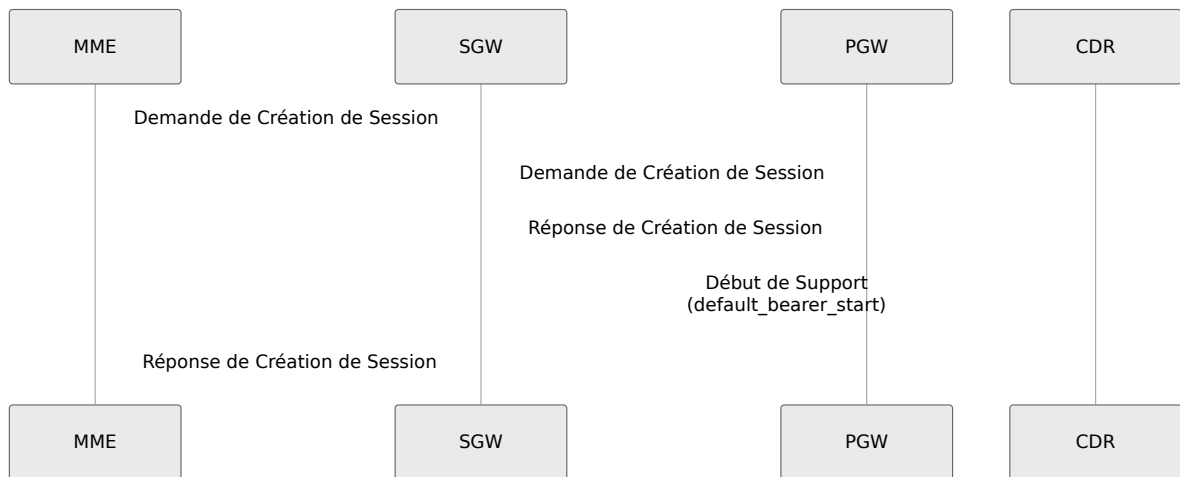 MME
SGW
PGW
CDR
Demande de Création de Session
Demande de Création de Session
Réponse de Création de Session
Début de Support
(default_bearer_start)
Réponse de Création de Session
MME
SGW
PGW
CDR